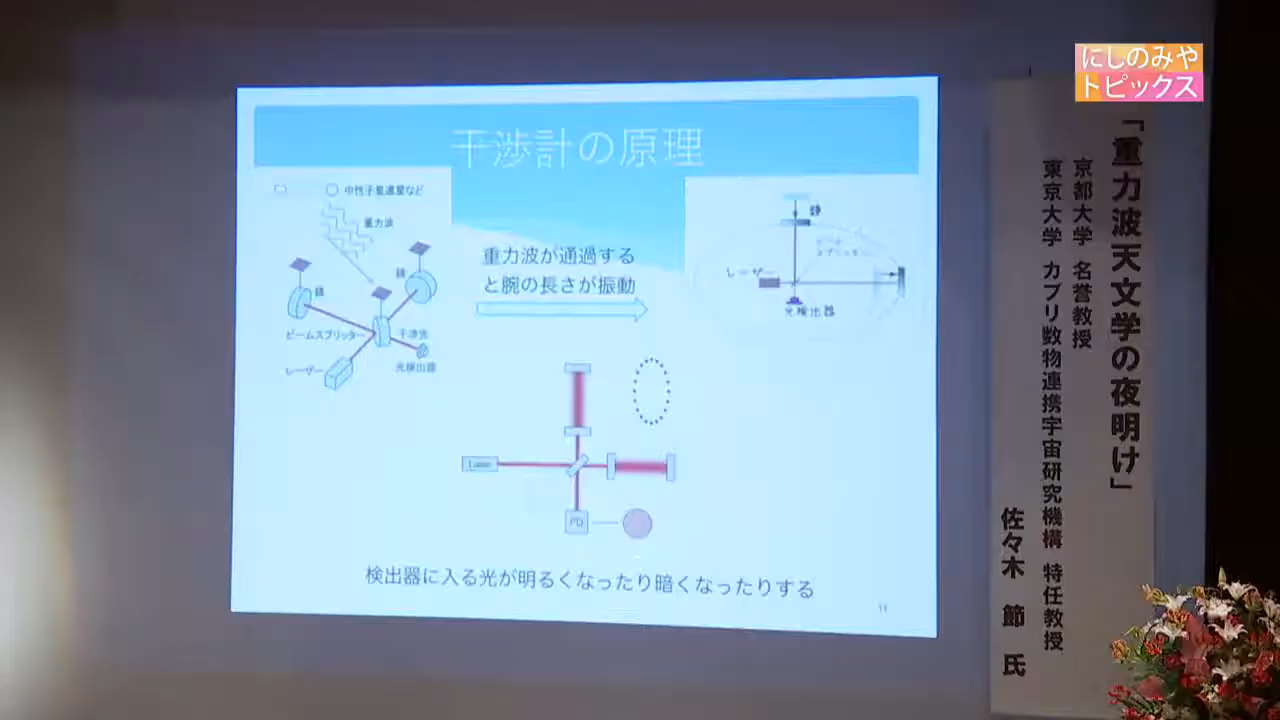 にしのみや
トピックス
干渉計の原理
中性子星連星など
重力波
鏡
鏡
ビームスプリッター
干渉光
レーザー
光検出器
重力波が通過する
と腕の長さが振動
鏡
レーザー
光検出器
Laser
PD
検出器に入る光が明るくなったり暗くなったりする
11
「重力波天文学の夜明け」
京都大学 名誉教授
東京大学 カブリ数物連携宇宙研究機構 特任教授
佐々木 節 氏